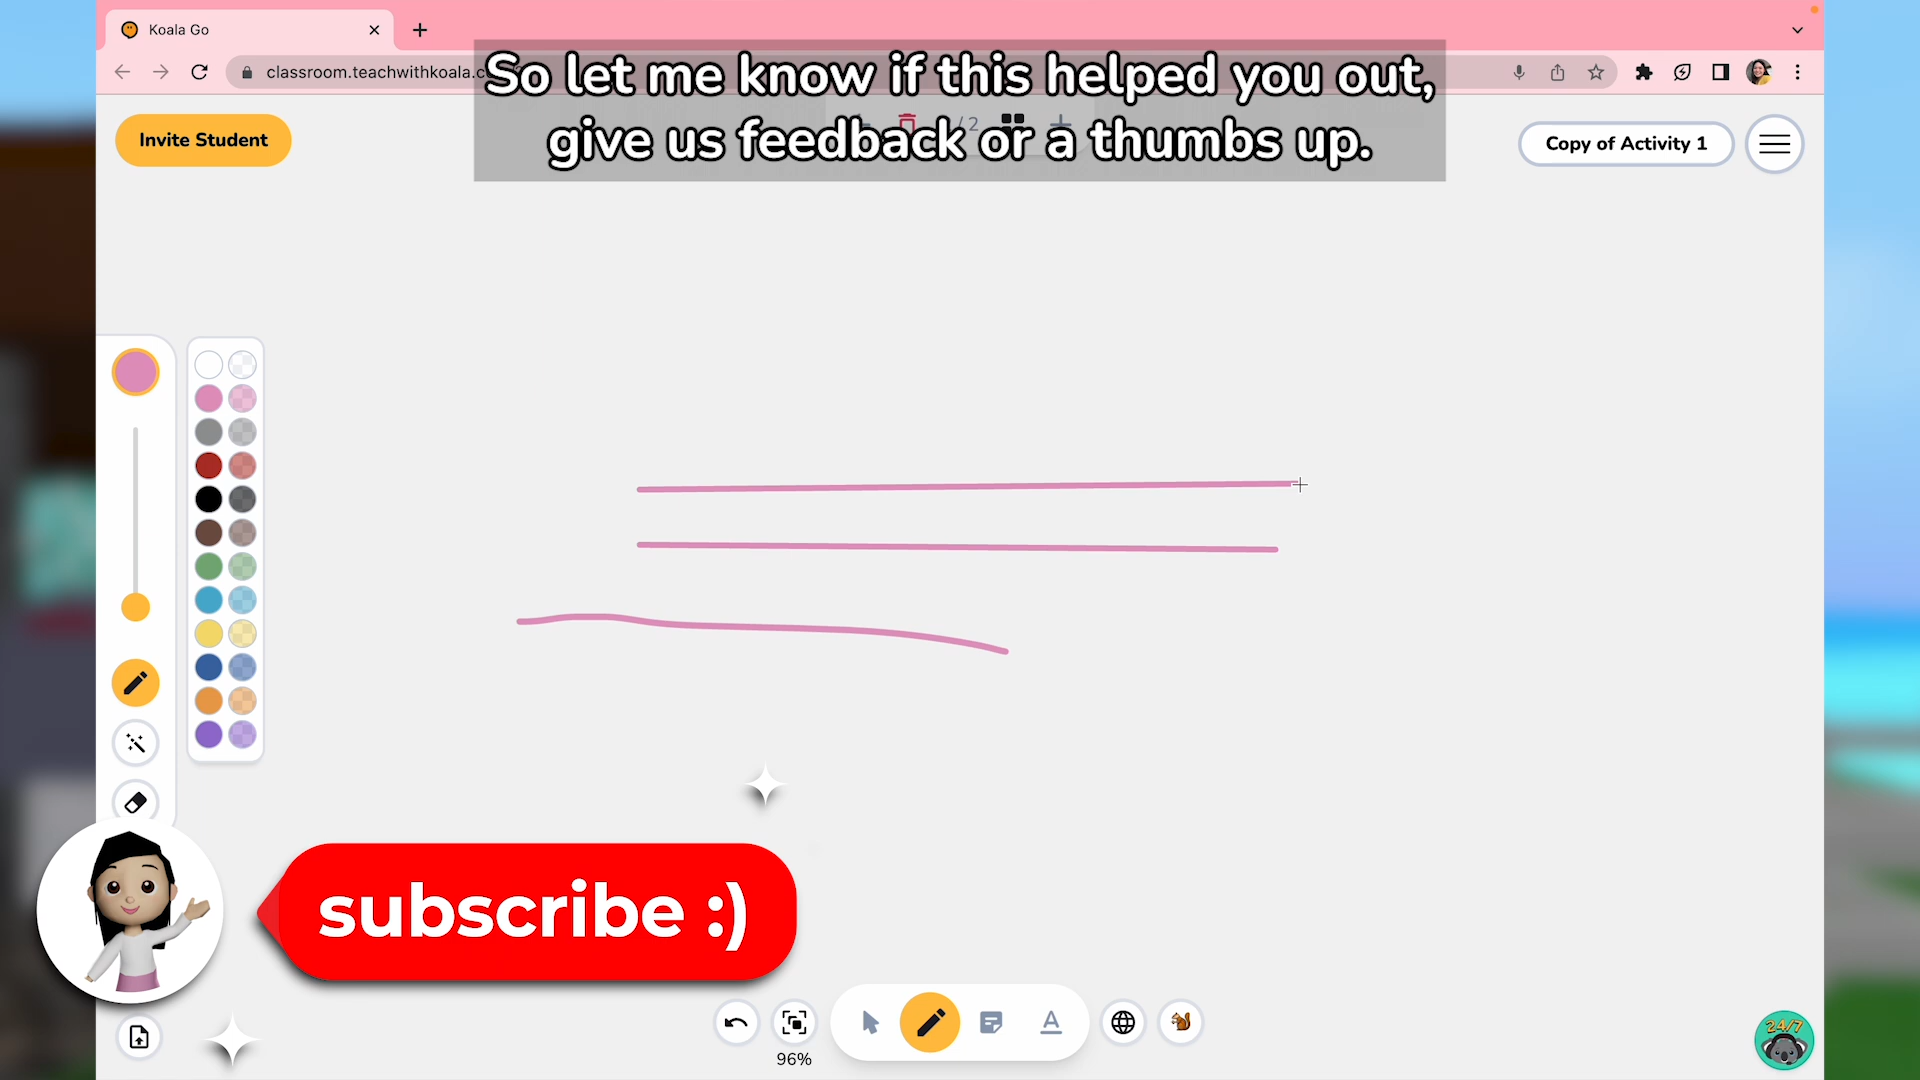 Koala Go
classroom.teachwithkoala.c
So let me know if this helped you out,
give us feedback or a thumbs up.
/ 2
Invite Student
Copy of Activity 1
subscribe :)
A
96%
24/7